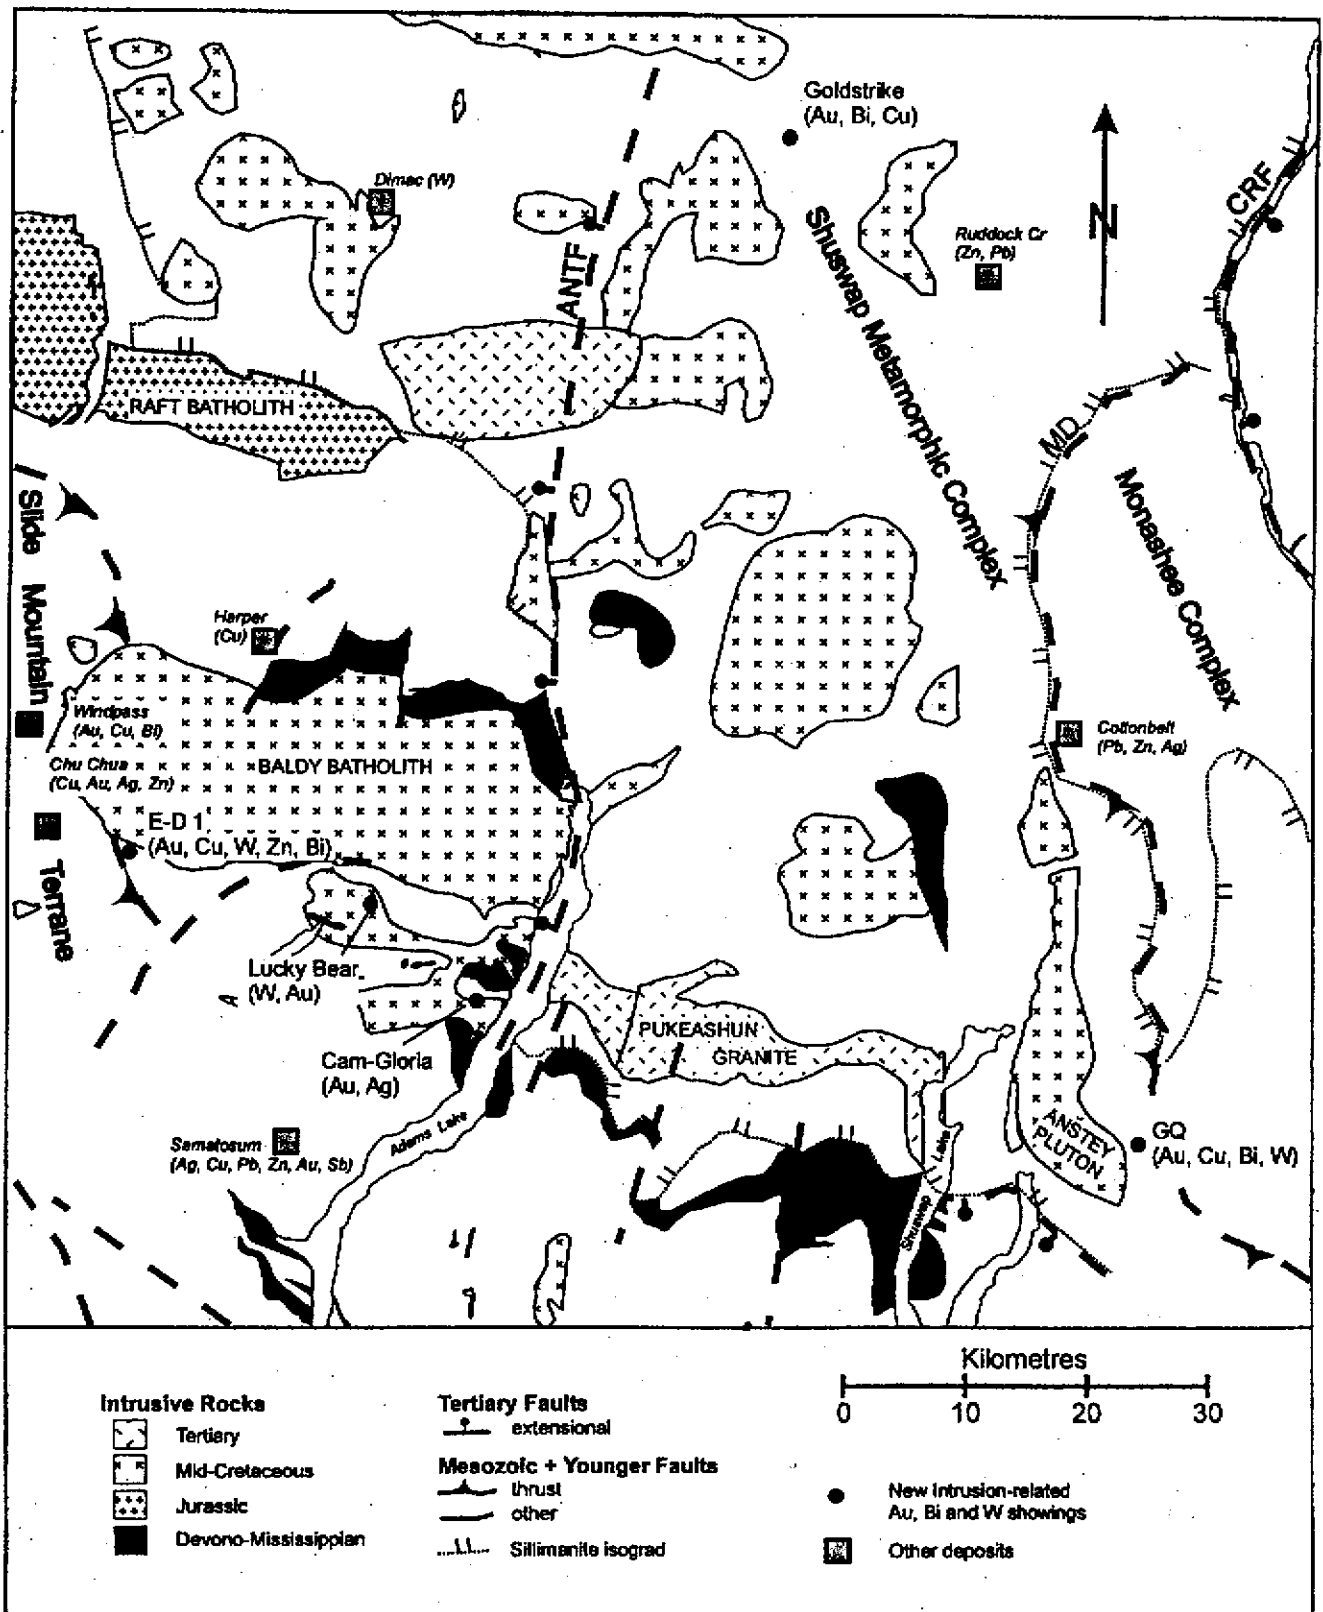 Goldstrike
(Au, Bi, Cu)
Dimac (W)
CRF
N
Ruddock Cr
(Zn, Pb)
ANTF
Shuswap Metamorphic Complex
RAFT BATHOLITH
MD
Monashee Complex
Slide Mountain Terrane
Harper
(Cu)
Windpass
(Au, Cu, Bi)
Cottonbelt
(Pb, Zn, Ag)
Chu Chua
(Cu, Au, Ag, Zn)
BALDY BATHOLITH
E-D 1
(Au, Cu, W, Zn, Bi)
Lucky Bear
(W, Au)
PUKEASHUN
GRANITE
Cam-Gloria
(Au, Ag)
Adams Lake
Samatosum
(Ag, Cu, Pb, Zn, Au, Sb)
ANSTEY
PLUTON
GQ
(Au, Cu, Bi, W)
Shuswap Lake
Kilometres
0 10 20 30
Intrusive Rocks
Tertiary
Mid-Cretaceous
Jurassic
Devono-Mississippian
Tertiary Faults
extensional
Mesozoic + Younger Faults
thrust
other
Sillimanite isograd
New Intrusion-related
Au, Bi and W showings
Other deposits